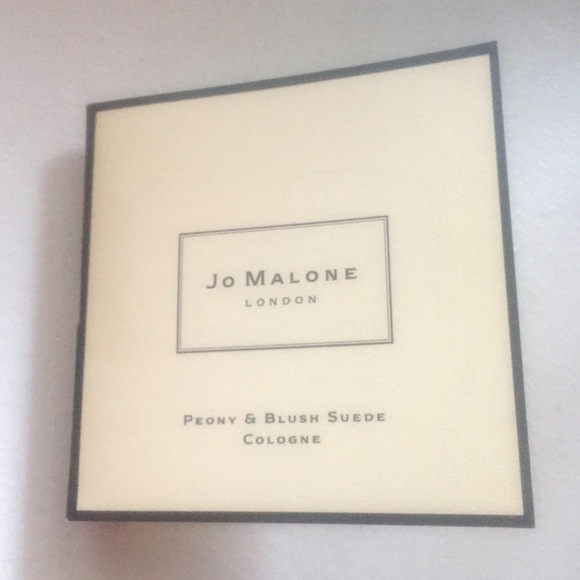 Jo Malone
London
Peony & Blush Suede
Cologne